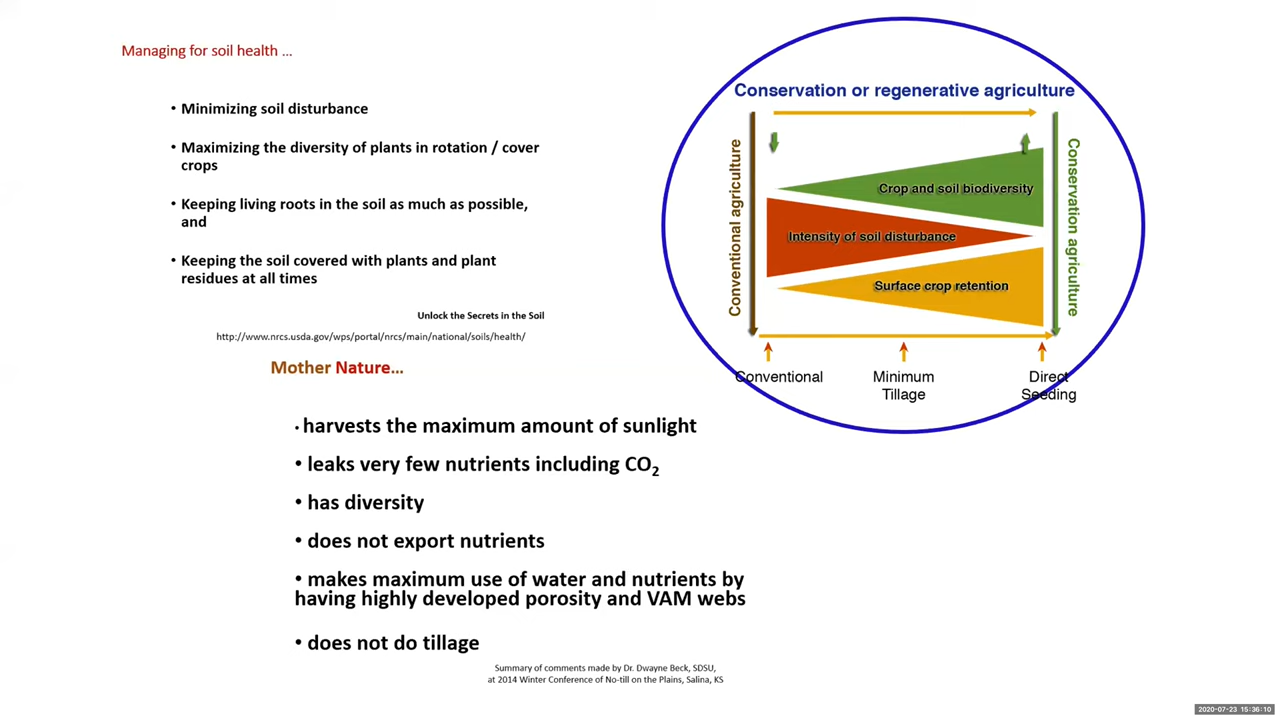 Managing for soil health ...
• Minimizing soil disturbance
• Maximizing the diversity of plants in rotation / cover
crops
• Keeping living roots in the soil as much as possible,
and
• Keeping the soil covered with plants and plant
residues at all times
Unlock the Secrets in the Soil
http://www.nrcs.usda.gov/wps/portal/nrcs/main/national/soils/health/
Conservation or regenerative agriculture
Conventional agriculture
Crop and soil biodiversity
Intensity of soil disturbance
Surface crop retention
Conservation agriculture
Conventional
Minimum
Tillage
Direct
Seeding
Mother Nature...
• harvests the maximum amount of sunlight
• leaks very few nutrients including CO₂
• has diversity
• does not export nutrients
• makes maximum use of water and nutrients by
having highly developed porosity and VAM webs
• does not do tillage
Summary of comments made by Dr. Dwayne Beck, SDSU,
at 2014 Winter Conference of No-till on the Plains, Salina, KS
2020-07-23 15:36:10